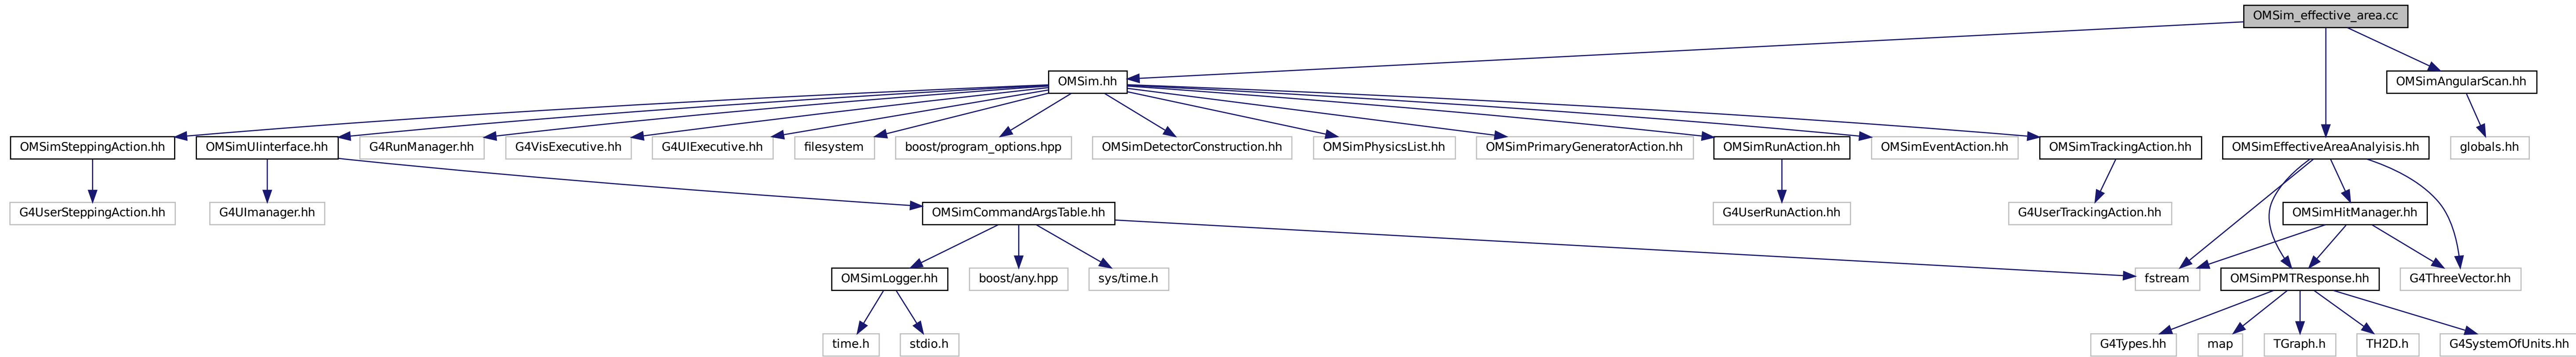 OMSim_effective_area.cc
OMSim.hh
OMSimAngularScan.hh
OMSimSteppingAction.hh
OMSimUIinterface.hh
G4RunManager.hh
G4VisExecutive.hh
G4UIExecutive.hh
filesystem
boost/program_options.hpp
OMSimDetectorConstruction.hh
OMSimPhysicsList.hh
OMSimPrimaryGeneratorAction.hh
OMSimRunAction.hh
OMSimEventAction.hh
OMSimTrackingAction.hh
OMSimEffectiveAreaAnalyisis.hh
globals.hh
G4UserSteppingAction.hh
G4UImanager.hh
OMSimCommandArgsTable.hh
G4UserRunAction.hh
G4UserTrackingAction.hh
OMSimHitManager.hh
OMSimLogger.hh
boost/any.hpp
sys/time.h
fstream
OMSimPMTResponse.hh
G4ThreeVector.hh
time.h
stdio.h
G4Types.hh
map
TGraph.h
TH2D.h
G4SystemOfUnits.hh